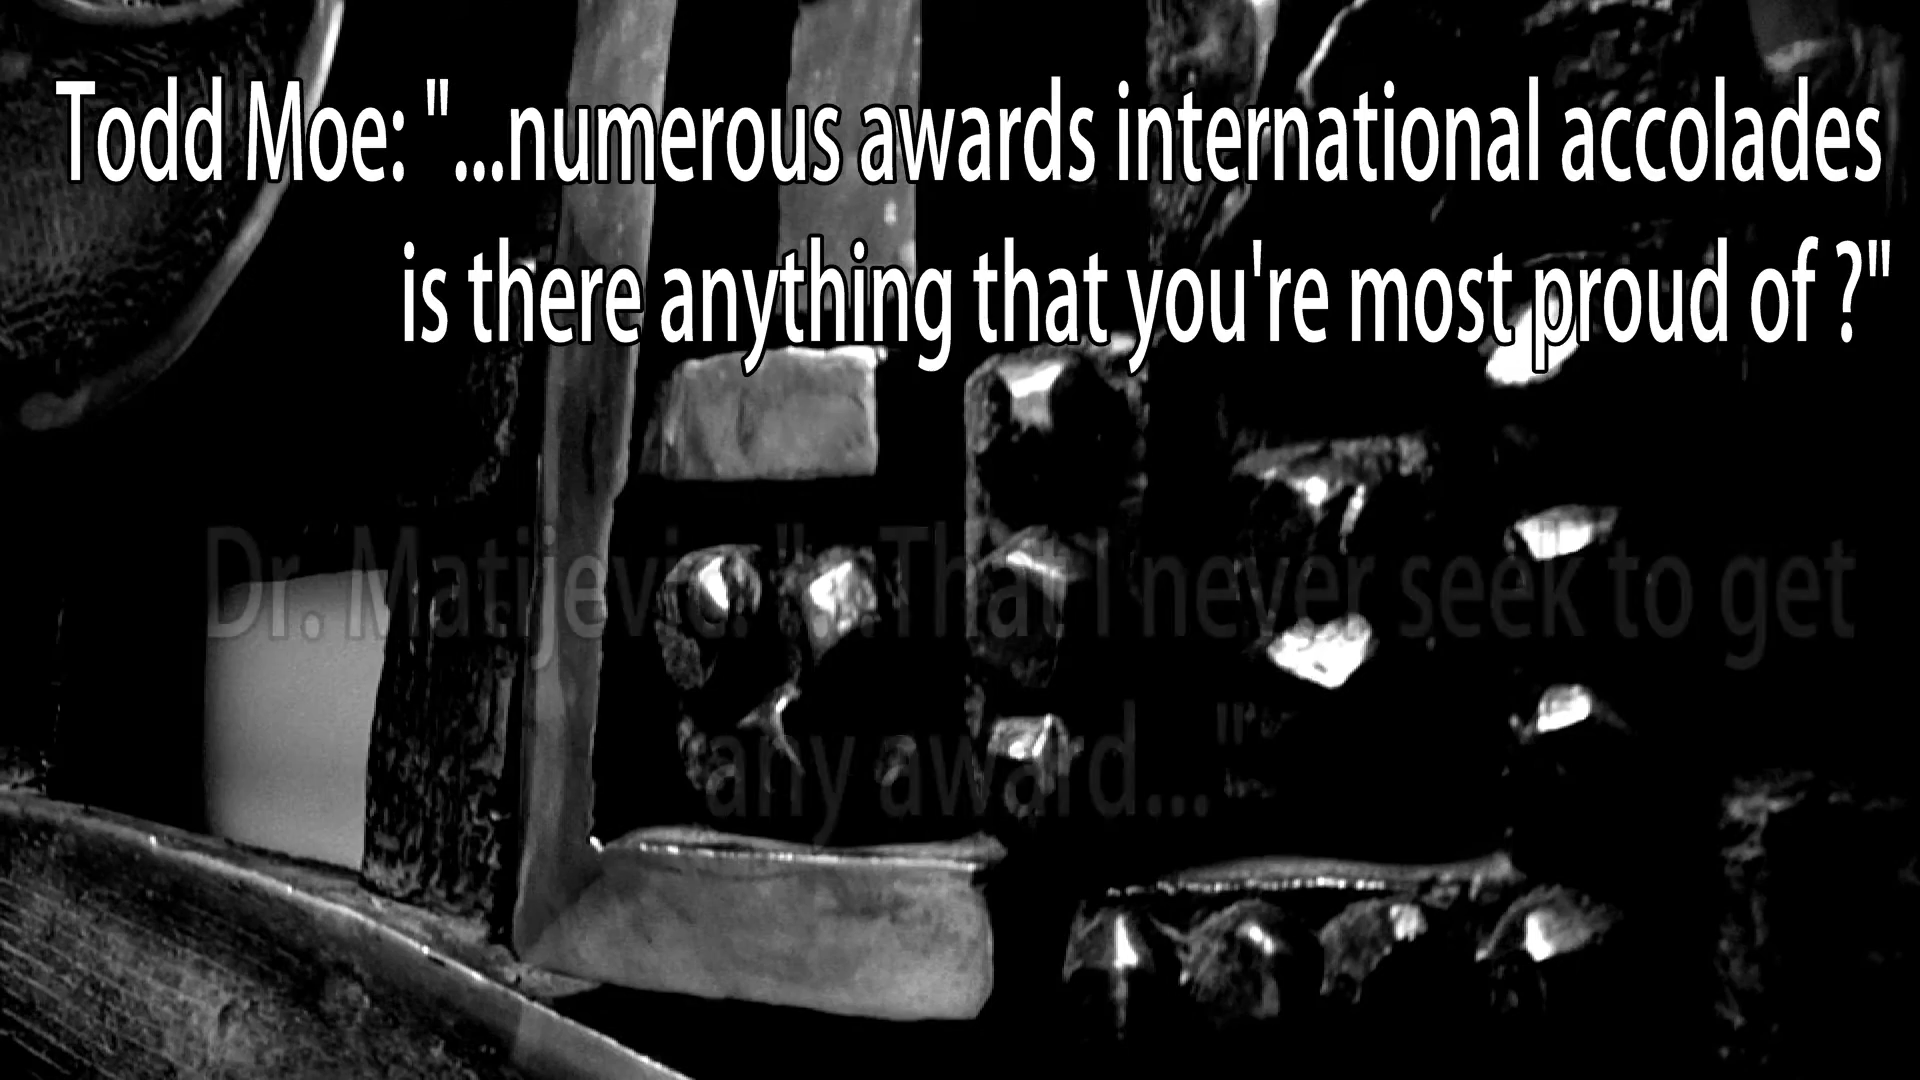 Todd Moe: "...numerous awards international accolades
is there anything that you're most proud of ?"
Dr. Matijevic: "...That I never seek to get
any award..."